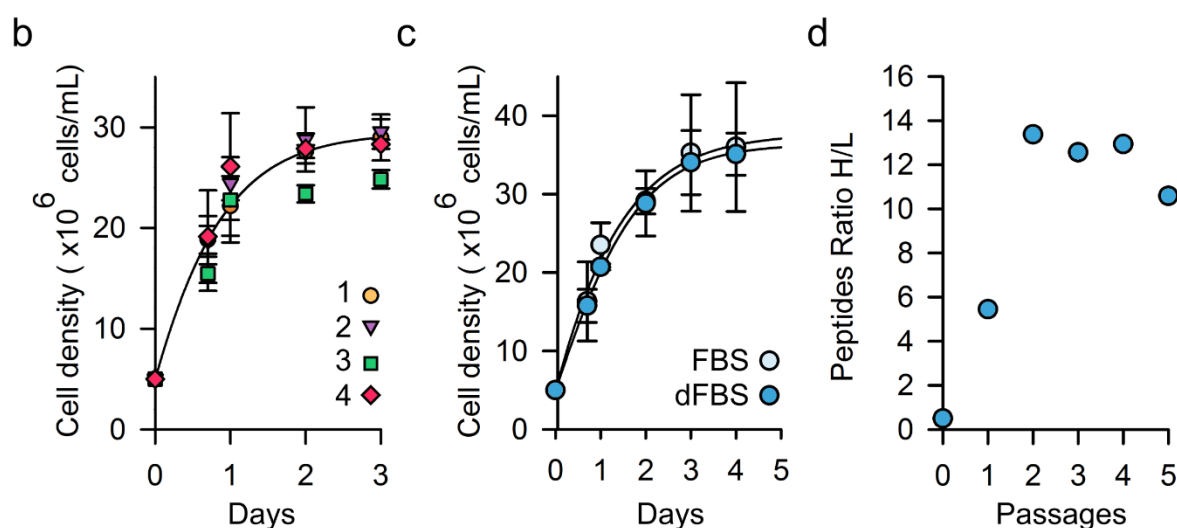 b
Cell density ( x10^6 cells/mL)
30
20
10
0
0 1 2 3
Days
1
2
3
4
c
Cell density ( x10^6 cells/mL)
40
30
20
10
0
0 1 2 3 4 5
Days
FBS
dFBS
d
Peptides Ratio H/L
16
14
12
10
8
6
4
2
0
0 1 2 3 4 5
Passages